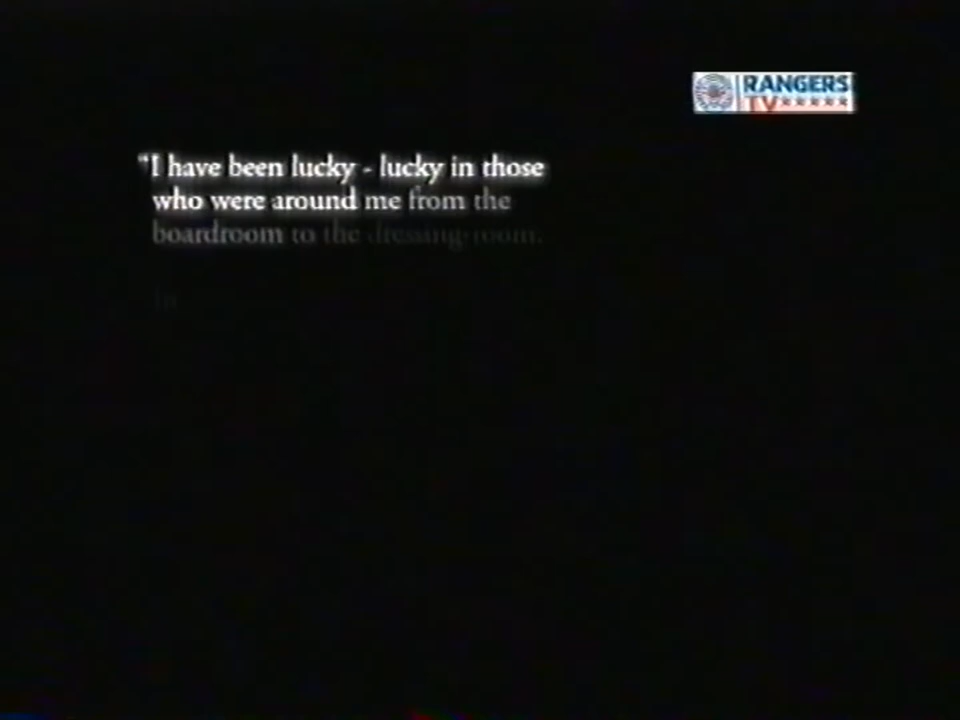 RANGERS
TV*****
"I have been lucky - lucky in those
who were around me from the
boardroom to the dressing-room.
In